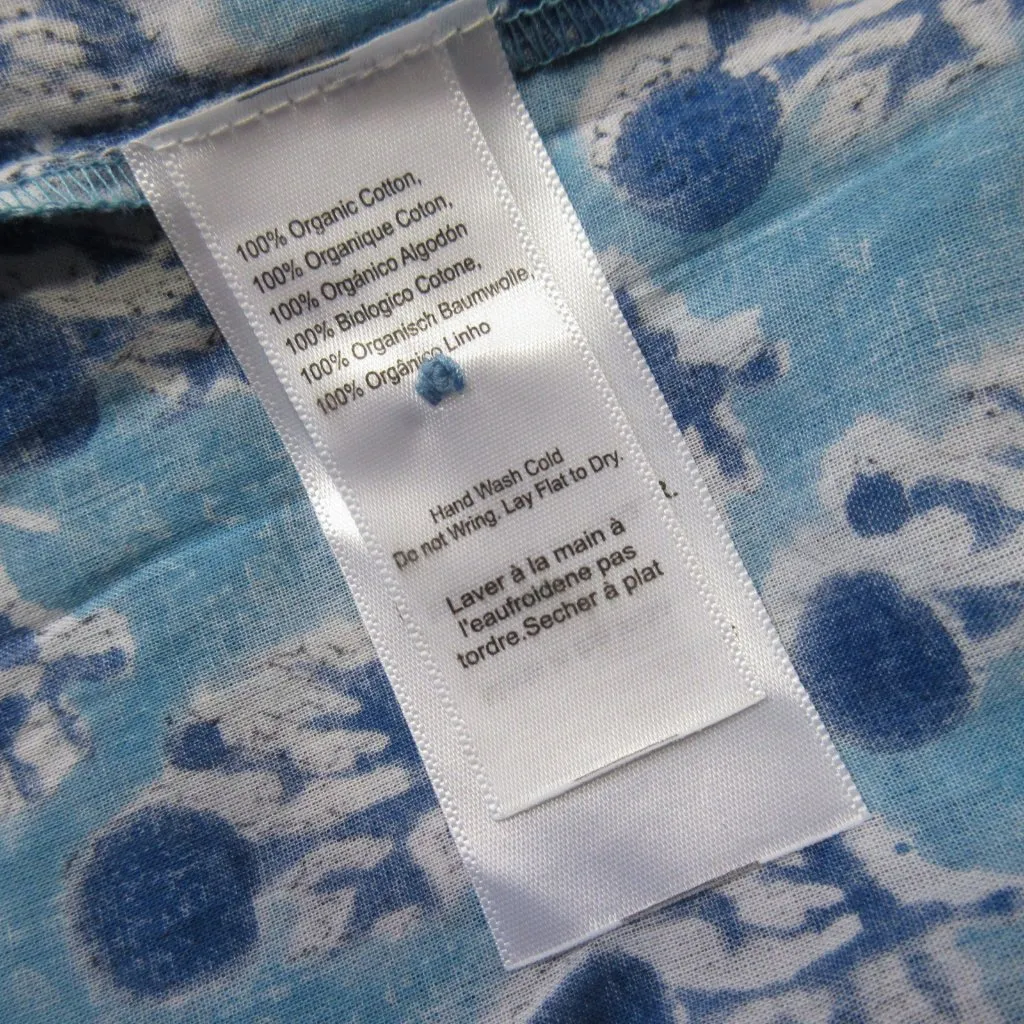 100% Organic Cotton,
100% Organique Coton,
100% Orgánico Algodón
100% Biologico Cotone,
100% Organisch Baumwolle,
100% Orgânico Linho
Hand Wash Cold
Do not Wring. Lay Flat to Dry.
Laver à la main à
l'eaufroidene pas
tordre.Secher à plat